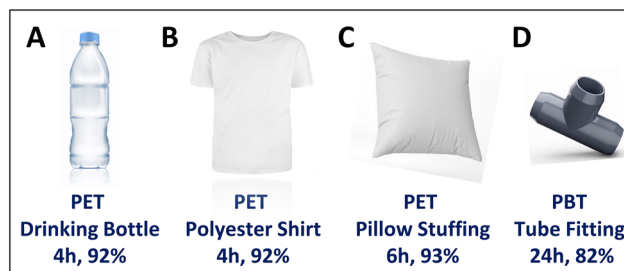 A
PET
Drinking Bottle
4h, 92%
B
PET
Polyester Shirt
4h, 92%
C
PET
Pillow Stuffing
6h, 93%
D
PBT
Tube Fitting
24h, 82%